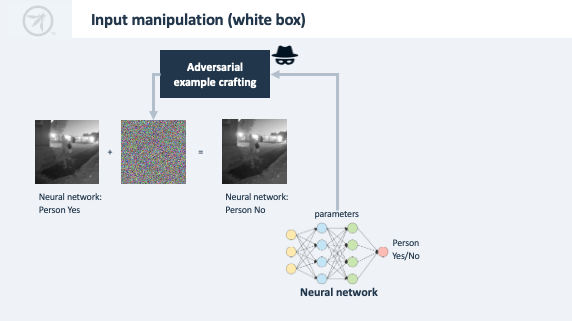 Input manipulation (white box)
Adversarial
example crafting
+
=
Neural network:
Person Yes
Neural network:
Person No
parameters
Person
Yes/No
Neural network